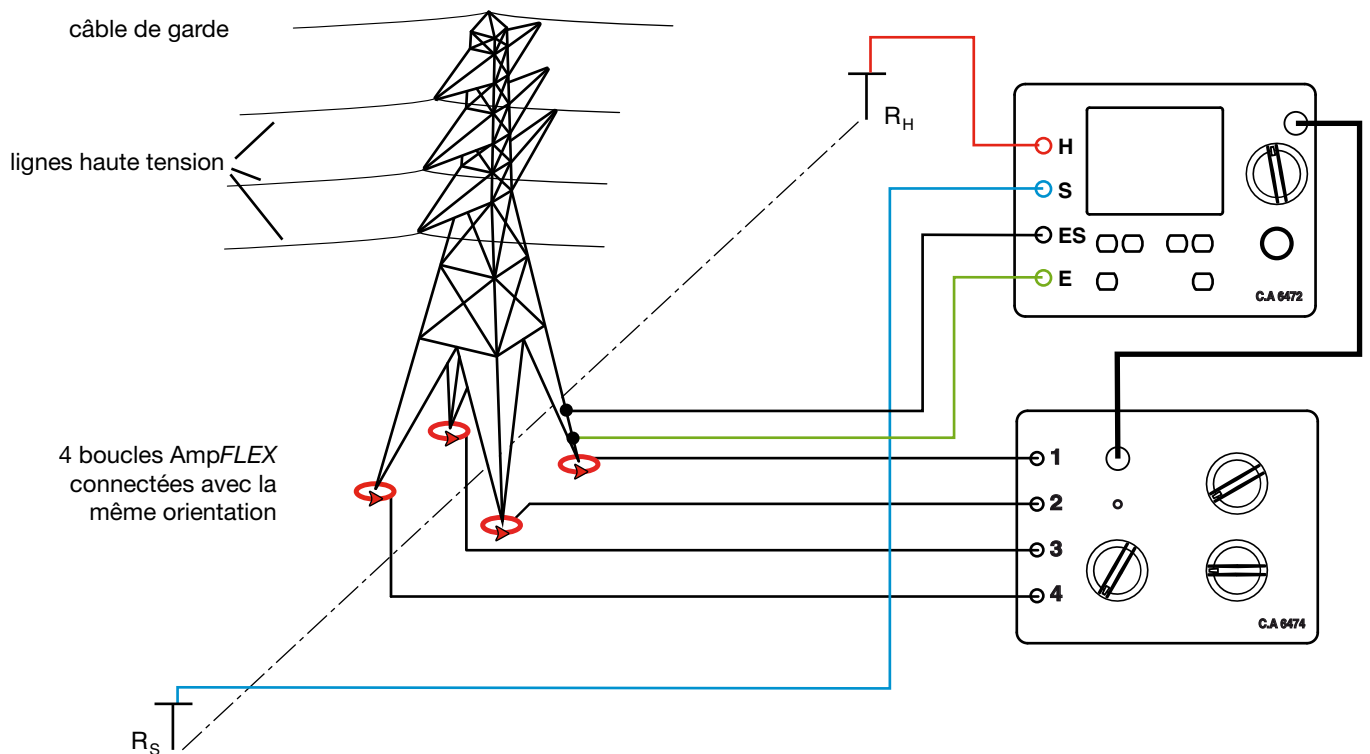 câble de garde
lignes haute tension
4 boucles AmpFLEX
connectées avec la
même orientation
R_H
R_S
H
S
ES
E
C.A 6472
1
2
3
4
C.A 6474